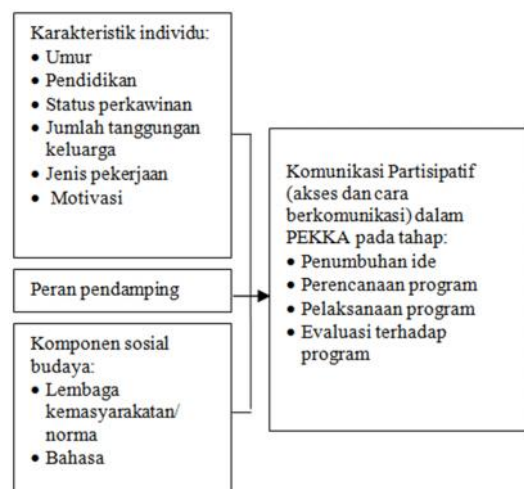 Karakteristik individu:
• Umur
• Pendidikan
• Status perkawinan
• Jumlah tanggungan
keluarga
• Jenis pekerjaan
• Motivasi
Peran pendamping
Komponen sosial
budaya:
• Lembaga
kemasyarakatan/
norma
• Bahasa
Komunikasi Partisipatif
(akses dan cara
berkomunikasi) dalam
PEKKA pada tahap:
• Penumbuhan ide
• Perencanaan program
• Pelaksanaan program
• Evaluasi terhadap
program